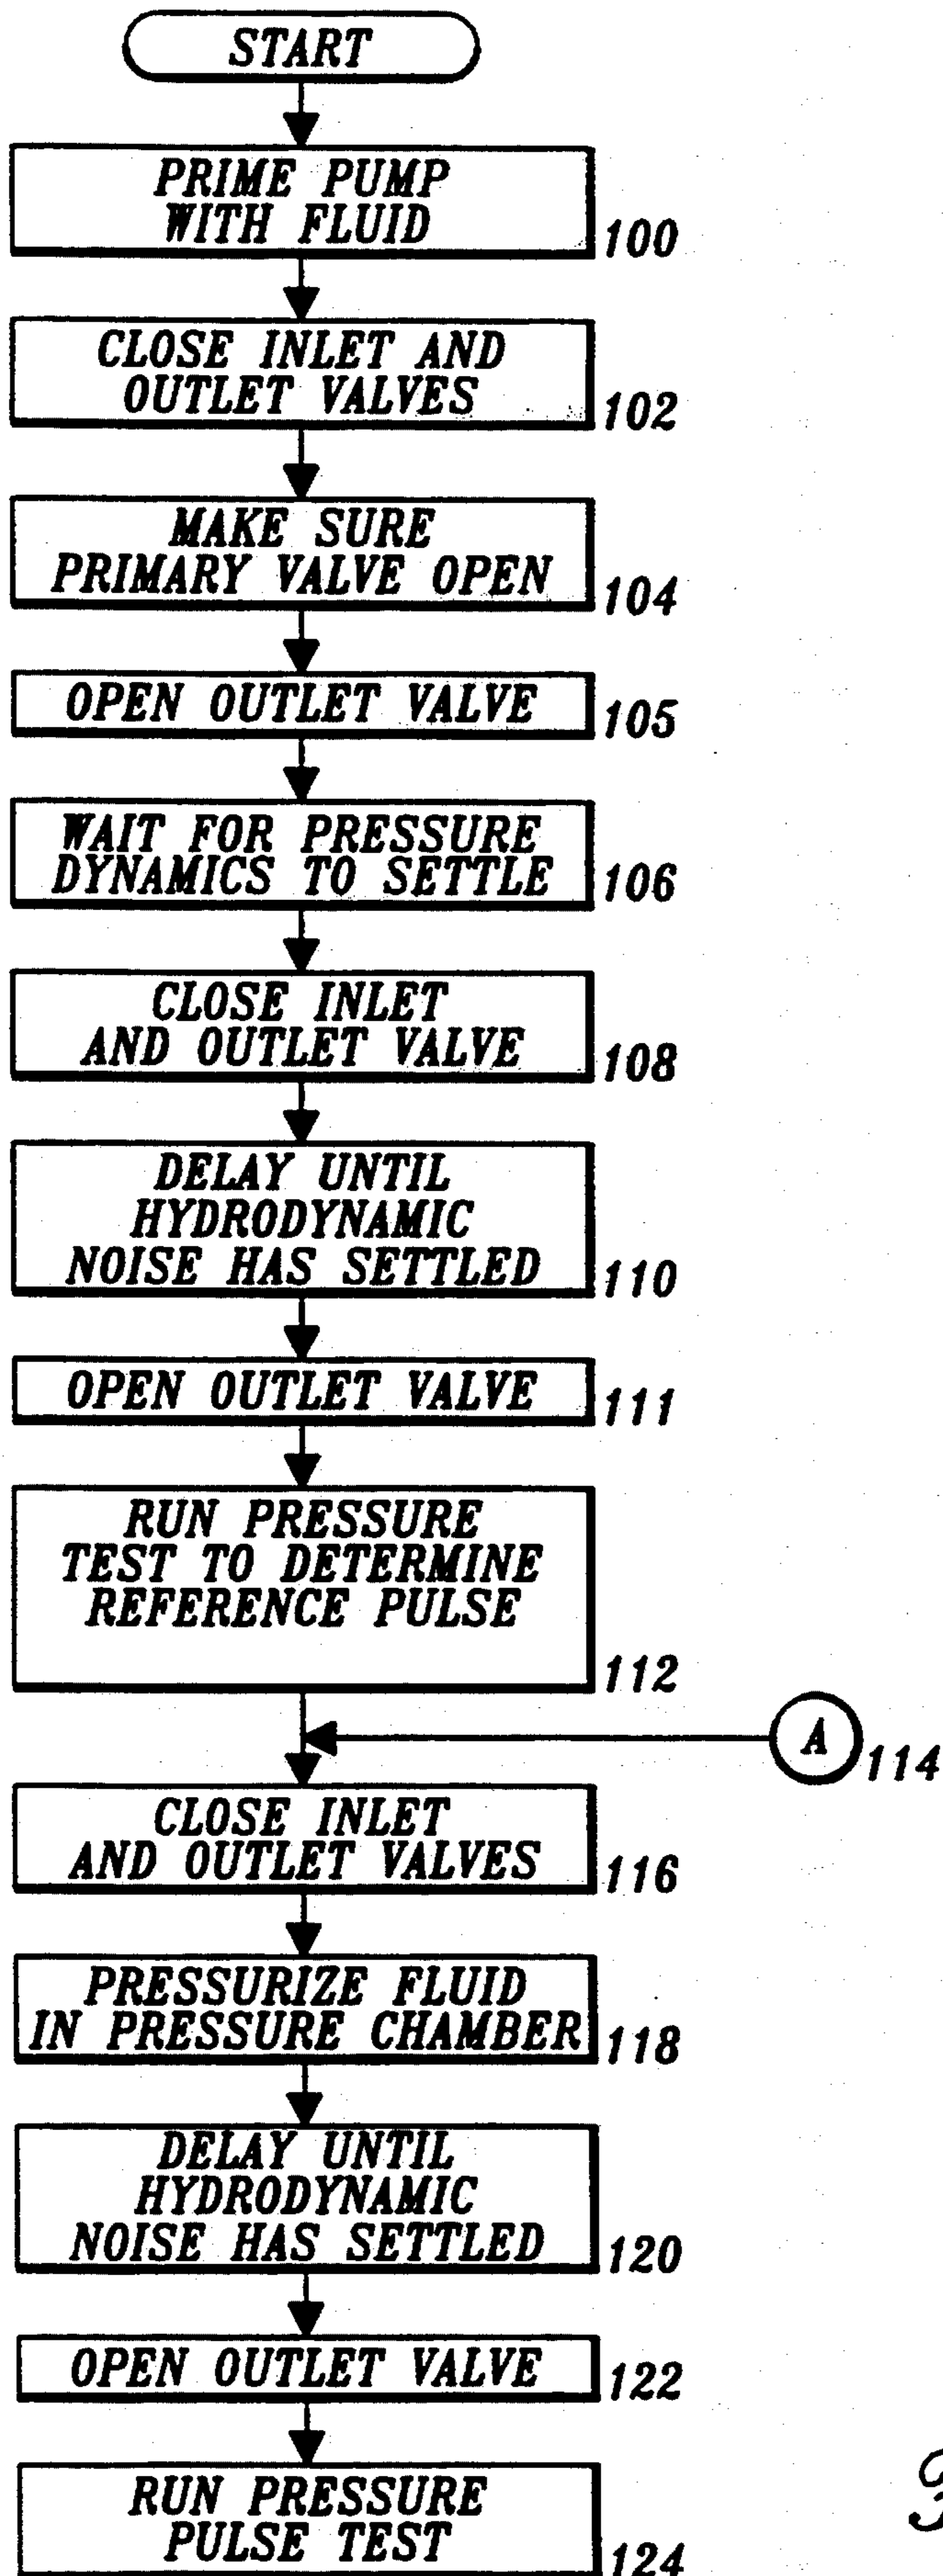 START
PRIME PUMP
WITH FLUID
100
CLOSE INLET AND
OUTLET VALVES
102
MAKE SURE
PRIMARY VALVE OPEN
104
OPEN OUTLET VALVE
105
WAIT FOR PRESSURE
DYNAMICS TO SETTLE
106
CLOSE INLET
AND OUTLET VALVE
108
DELAY UNTIL
HYDRODYNAMIC
NOISE HAS SETTLED
110
OPEN OUTLET VALVE
111
RUN PRESSURE
TEST TO DETERMINE
REFERENCE PULSE
112
A
114
CLOSE INLET
AND OUTLET VALVES
116
PRESSURIZE FLUID
IN PRESSURE CHAMBER
118
DELAY UNTIL
HYDRODYNAMIC
NOISE HAS SETTLED
120
OPEN OUTLET VALVE
122
RUN PRESSURE
PULSE TEST
124